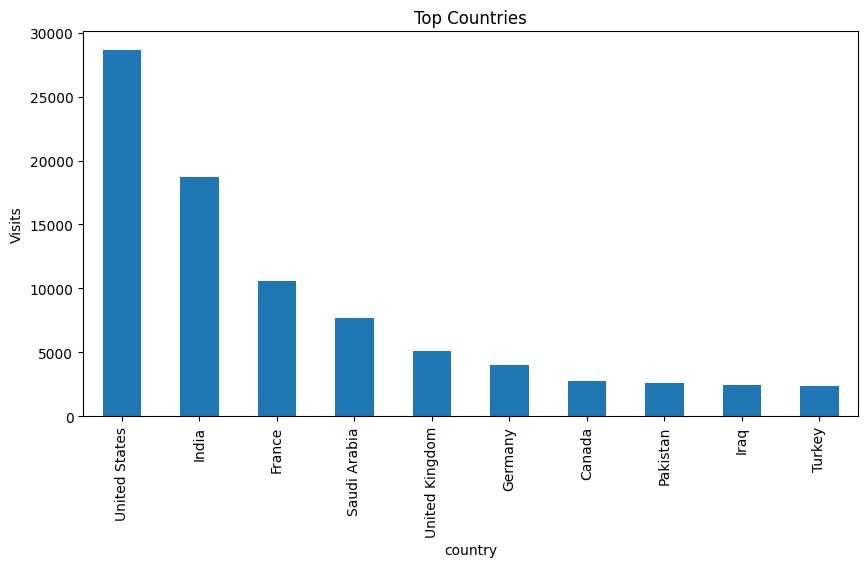 Top Countries
30000
25000
20000
15000
10000
5000
0
Visits
United States
India
France
Saudi Arabia
United Kingdom
Germany
Canada
Pakistan
Iraq
Turkey
country